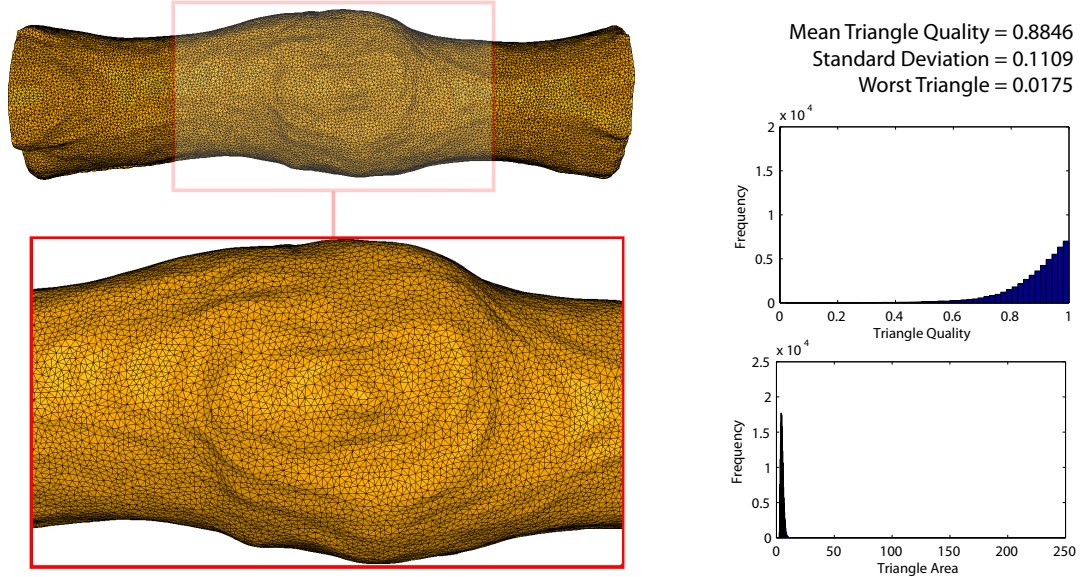 Mean Triangle Quality = 0.8846
Standard Deviation = 0.1109
Worst Triangle = 0.0175
x 10^4
2
1.5
1
0.5
0
Frequency
0 0.2 0.4 0.6 0.8 1
Triangle Quality
x 10^4
2.5
2
1.5
1
0.5
0
Frequency
0 50 100 150 200 250
Triangle Area